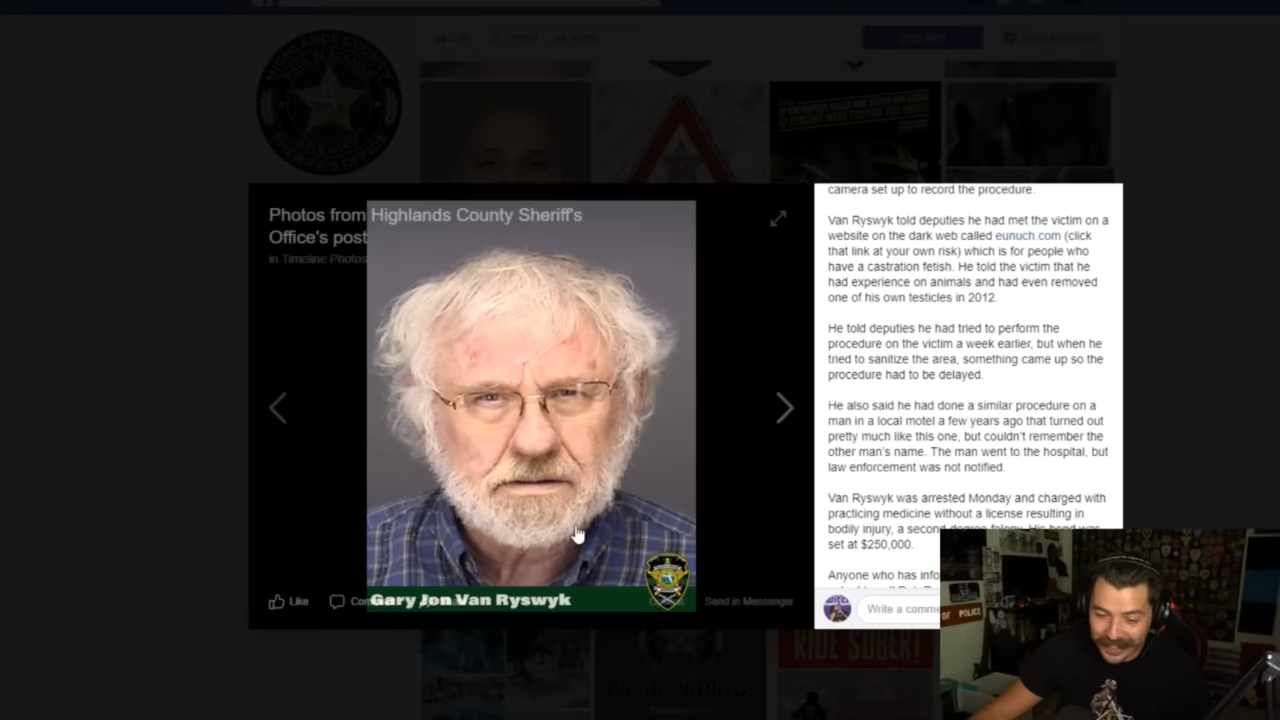 Photos from Highlands County Sheriff's
Office's post
in Timeline Photos
Like
Send in Messenger
Gary Jon Van Ryswyk
camera set up to record the procedure.
Van Ryswyk told deputies he had met the victim on a
website on the dark web called eunuch.com (click
that link at your own risk) which is for people who
have a castration fetish. He told the victim that he
had experience on animals and had even removed
one of his own testicles in 2012.
He told deputies he had tried to perform the
procedure on the victim a week earlier, but when he
tried to sanitize the area, something came up so the
procedure had to be delayed.
He also said he had done a similar procedure on a
man in a local motel a few years ago that turned out
pretty much like this one, but couldn't remember the
other man's name. The man went to the hospital, but
law enforcement was not notified.
Van Ryswyk was arrested Monday and charged with
practicing medicine without a license resulting in
bodily injury, a second degree felony. His bond was
set at $250,000.
Anyone who has info
Write a comme
RIDE SOBER!
OF POLICE